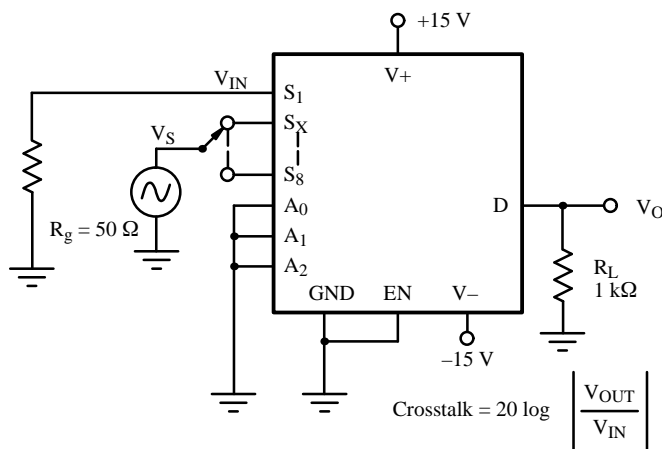 +15 V
V+
VIN
S1
VS
SX
S8
Rg = 50 Ω
A0
A1
A2
D
VO
RL
1 kΩ
GND
EN
V–
–15 V
Crosstalk = 20 log
VOUT
VIN